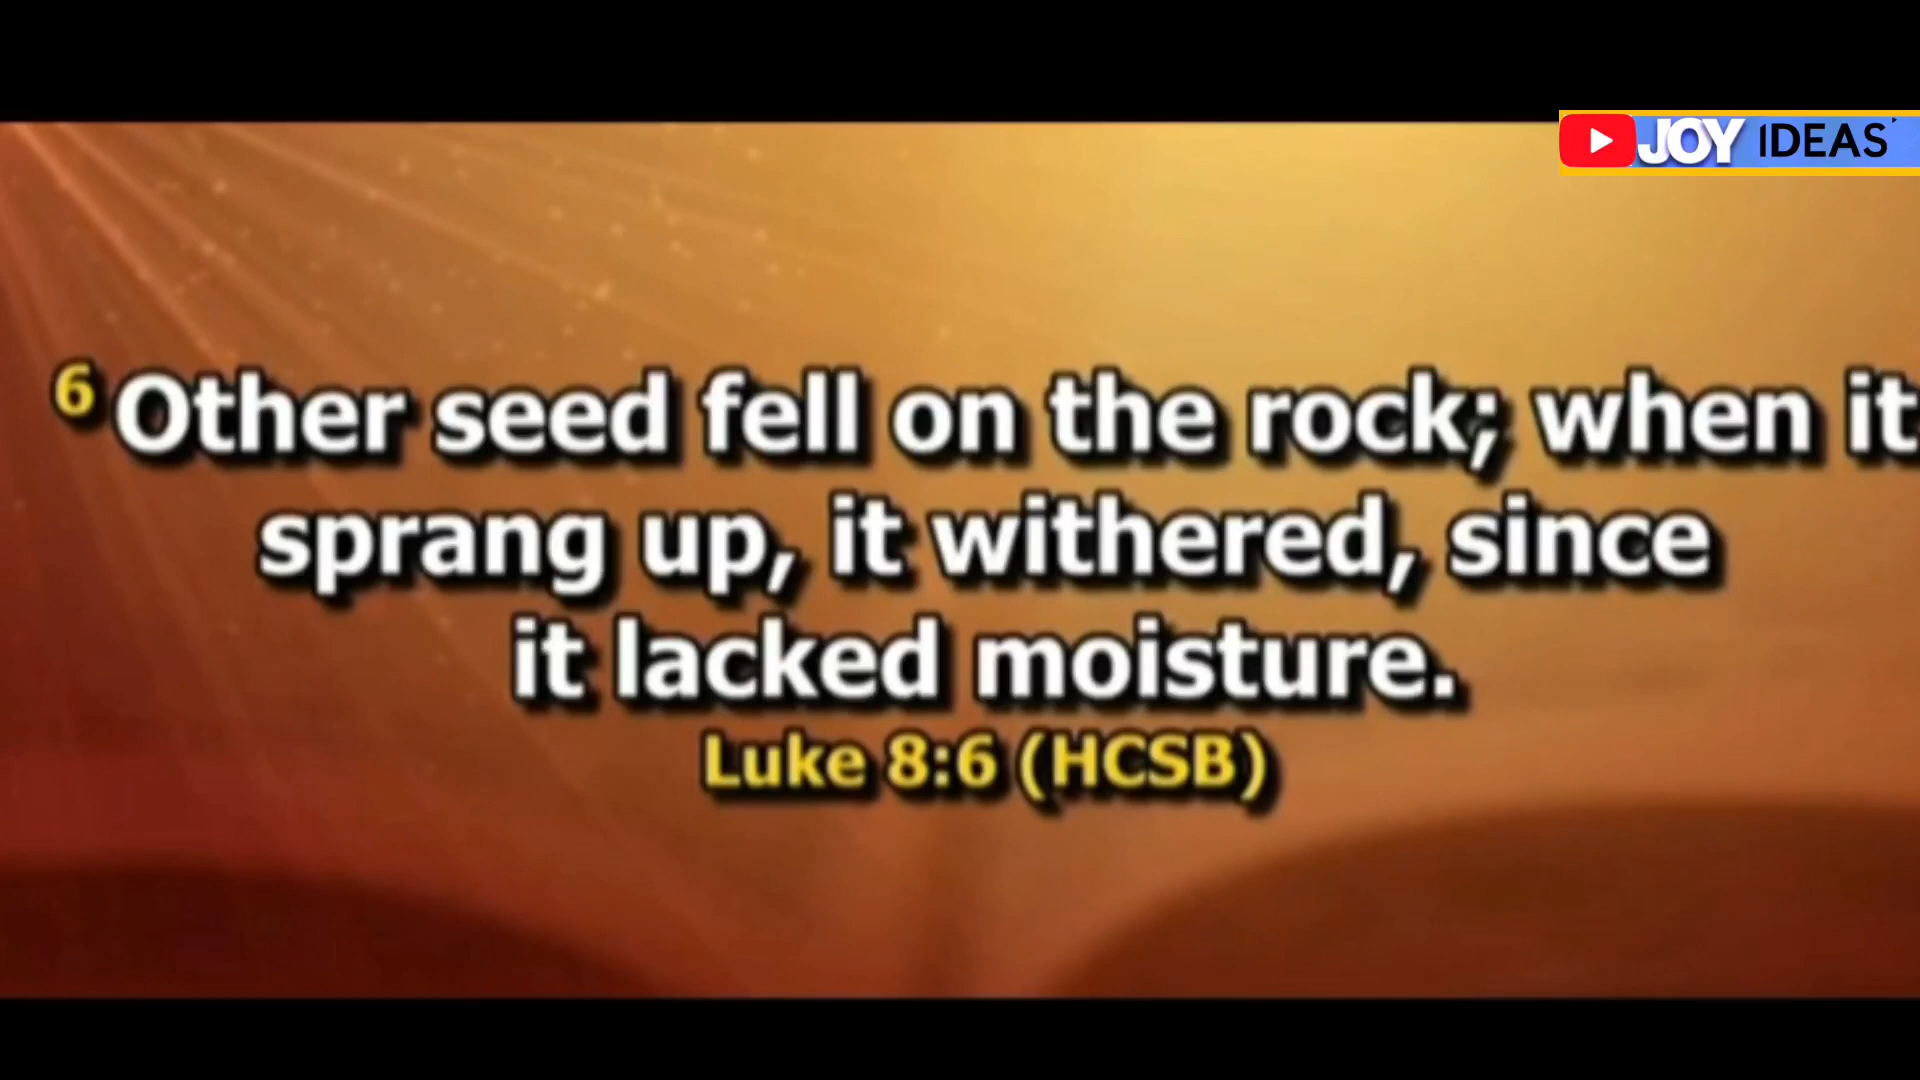 JOY IDEAS
6 Other seed fell on the rock; when it
sprang up, it withered, since
it lacked moisture.
Luke 8:6 (HCSB)